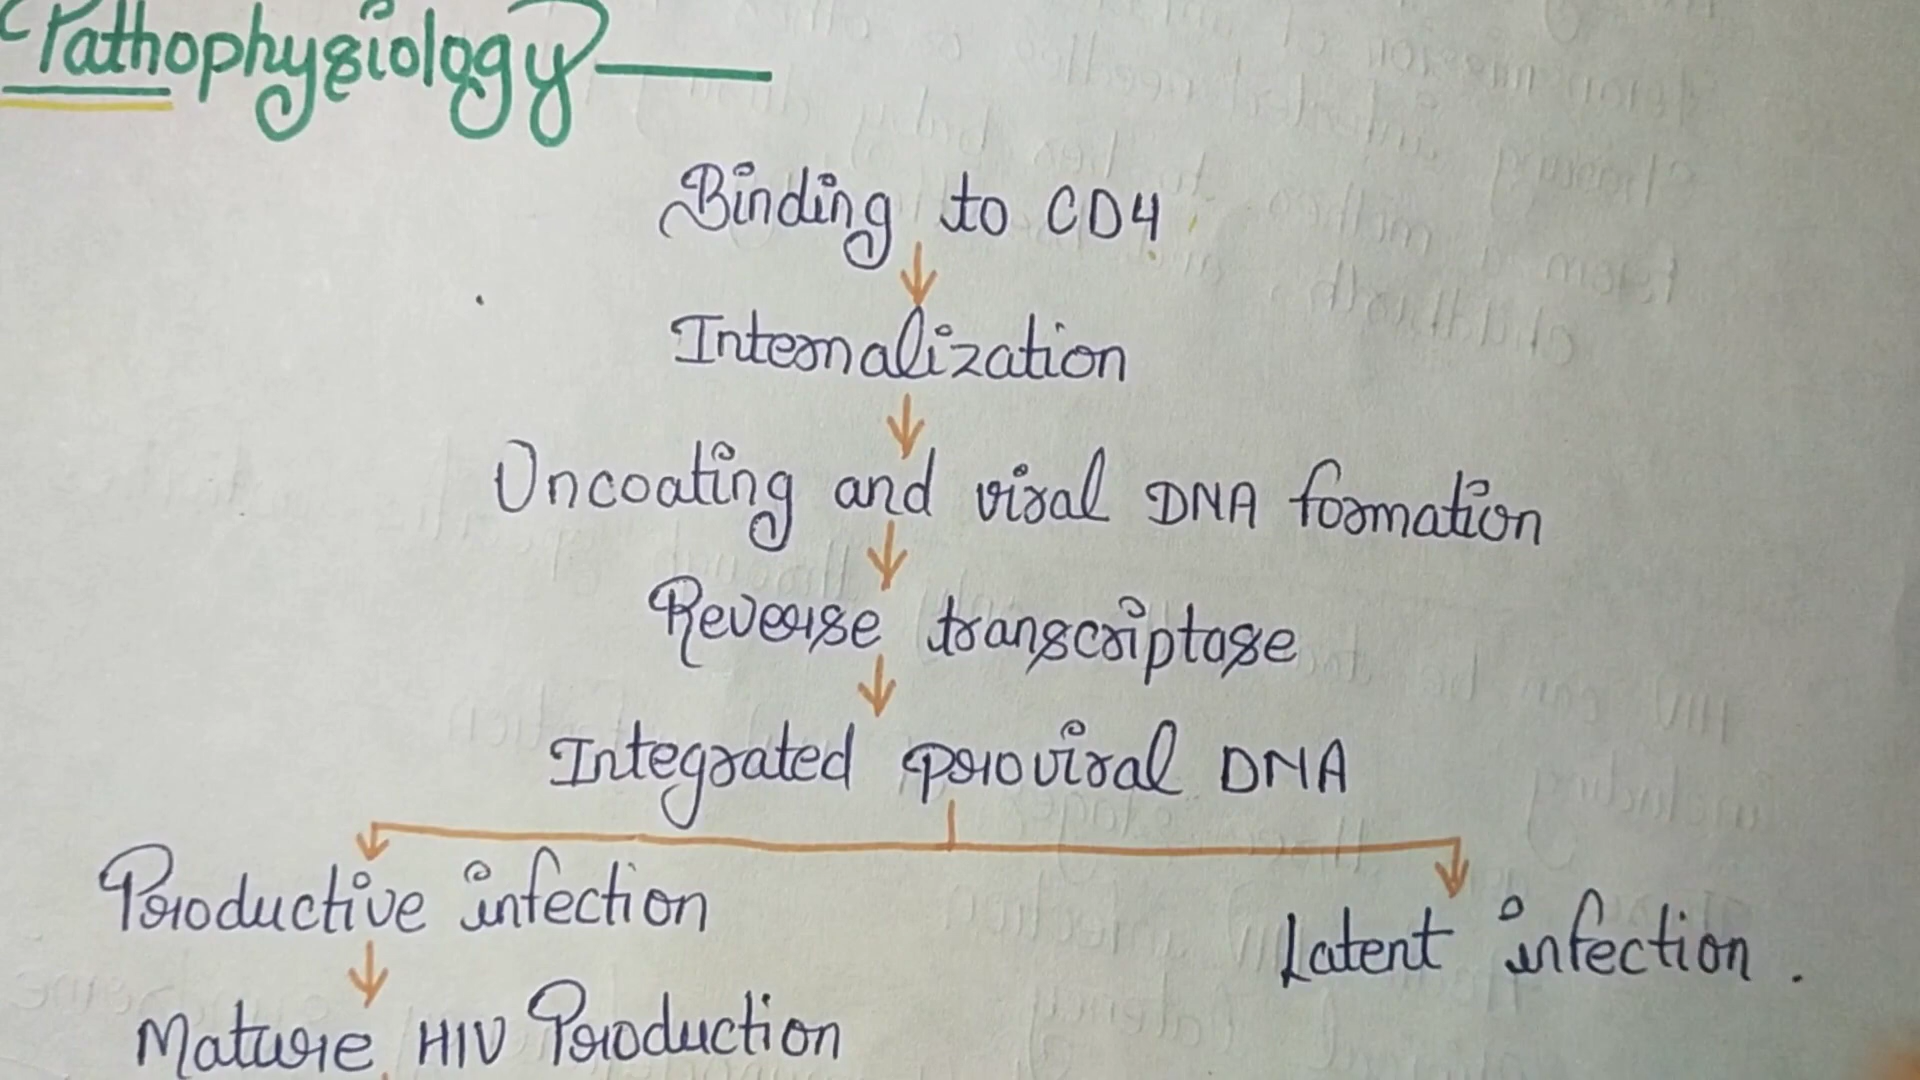 Pathophysiology
Binding to CD4
Internalization
Uncoating and viral DNA formation
Reverse transcriptase
Integrated proviral DNA
Productive infection
Latent infection.
Mature HIV Production